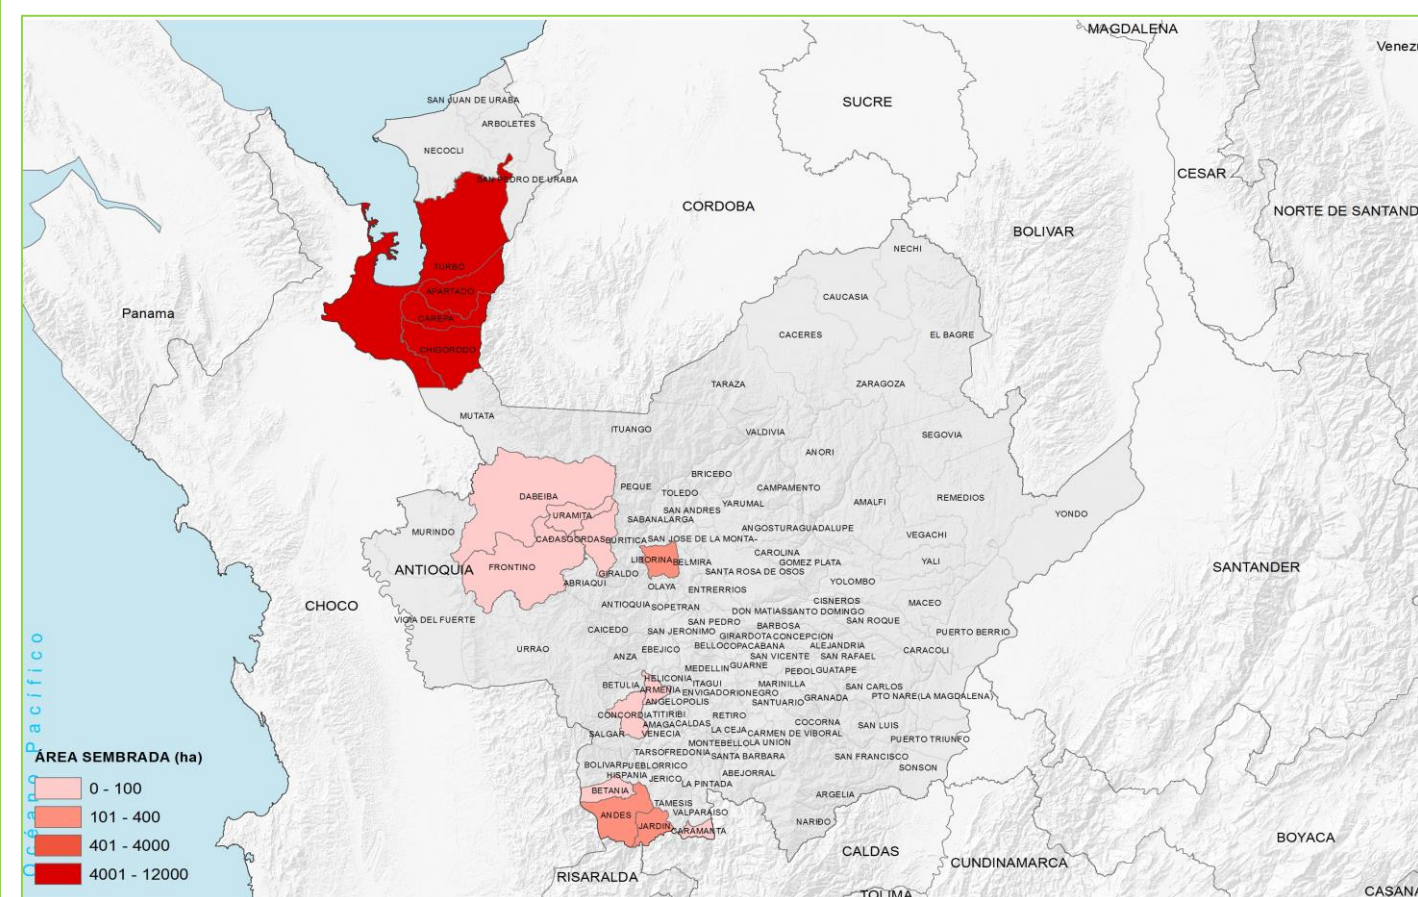 MAGDALENA
Venezu
SAN JUAN DE URABA
SUCRE
ARBOLETES
NECOCLI
CESAR
SAN PEDRO DE URABA
CORDOBA
NORTE DE SANTAND
BOLIVAR
NECHI
TURBO
APARTADO
CAUCASIA
Panama
CAREPA
CACERES
EL BAGRE
CHIGORODO
TARAZA
ZARAGOZA
MUTATA
ITUANGO
VALDIVIA
SEGOVIA
ANORI
BRICEÐO
PEQUE
CAMPAMENTO
DABEIBA
TOLEDO
REMEDIOS
YARUMAL
AMALFI
SAN ANDRES
YONDO
URAMITA
SABANALARGA
ANGOSTURA
GUADALUPE
MURINDO
VEGACHI
CAÐASGORDAS
BURITICA
SAN JOSE DE LA MONTA-
CAROLINA
LIBORINA
BELMIRA
GOMEZ PLATA
YALI
ANTIOQUIA
FRONTINO
GIRALDO
SANTA ROSA DE OSOS
SANTANDER
ABRIAQUI
OLAYA
ENTRERRIOS
YOLOMBO
CHOCO
ANTIOQUIA
SOPETRAN
CISNEROS
MACEO
DON MATIAS
SANTO DOMINGO
VIGIA DEL FUERTE
SAN PEDRO
SAN ROQUE
CAICEDO
SAN JERONIMO
BARBOSA
PUERTO BERRIO
GIRARDOTA
CONCEPCION
URRAO
EBEJICO
BELLO
COPACABANA
ALEJANDRIA
CARACOLI
ANZA
SAN VICENTE
SAN RAFAEL
MEDELLIN
GUARNE
PEÐOL
GUATAPE
HELICONIA
BETULIA
ARMENIA
ITAGUI
MARINILLA
SAN CARLOS
ENVIGADO
RIONEGRO
GRANADA
PTO NARE(LA MAGDALENA)
ANGELOPOLIS
SANTUARIO
CONCORDIA
TITIRIBI
RETIRO
AMAGA
CALDAS
COCORNA
SAN LUIS
SALGAR
VENECIA
LA CEJA
CARMEN DE VIBORAL
MONTEBELLO
LA UNION
PUERTO TRIUNFO
TARSO
FREDONIA
SANTA BARBARA
SAN FRANCISCO
BOLIVAR
PUEBLORRICO
SONSON
HISPANIA
JERICO
ABEJORRAL
LA PINTADA
BETANIA
ARGELIA
TAMESIS
VALPARAISO
ANDES
NARIÐO
JARDIN
CARAMANTA
BOYACA
CALDAS
CUNDINAMARCA
RISARALDA
TOLIMA
CASANA
Océano Pacífico
ÁREA SEMBRADA (ha)
0 - 100
101 - 400
401 - 4000
4001 - 12000